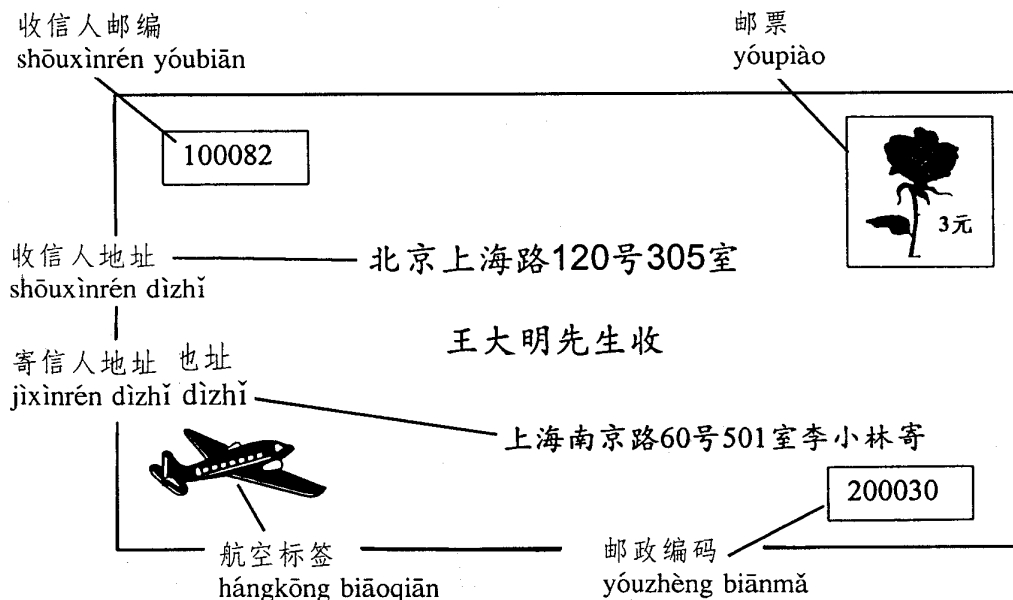 收信人邮编
shōuxìnrén yóubiān
邮票
yóupiào
100082
3元
收信人地址
shōuxìnrén dìzhǐ
北京上海路120号305室
王大明先生收
寄信人地址 也址
jìxìnrén dìzhǐ dìzhǐ
上海南京路60号501室李小林寄
200030
航空标签
hángkōng biāoqiān
邮政编码
yóuzhèng biānmǎ